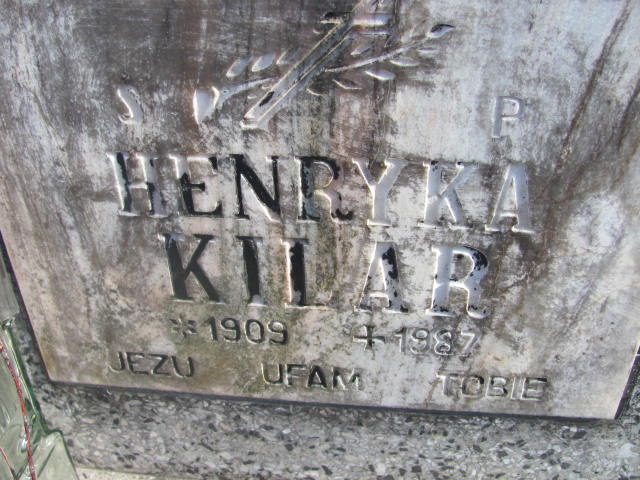 S P
HENRYKA
KILAR
*1909 +1987
JEZU UFAM TOBIE